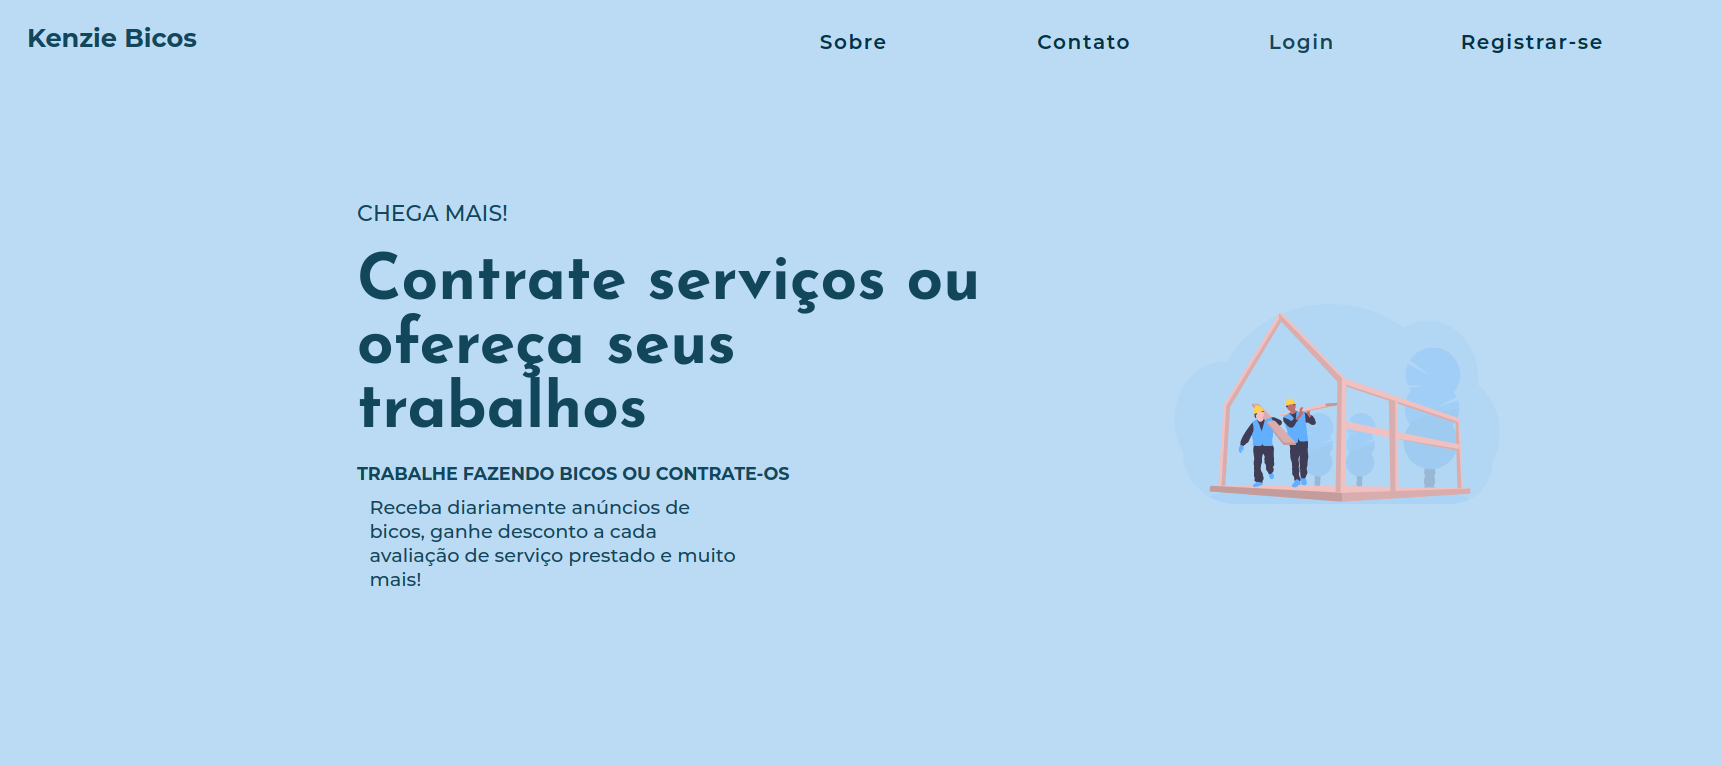 Kenzie Bicos
Sobre
Contato
Login
Registrar-se
CHEGA MAIS!
Contrate serviços ou
ofereça seus
trabalhos
TRABALHE FAZENDO BICOS OU CONTRATE-OS
Receba diariamente anúncios de
bicos, ganhe desconto a cada
avaliação de serviço prestado e muito
mais!